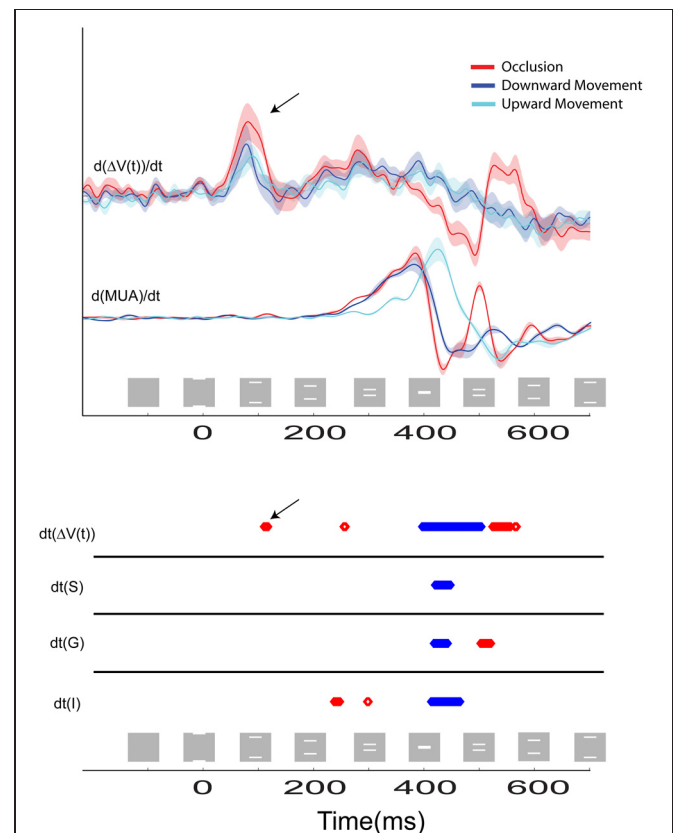 Occlusion
Downward Movement
Upward Movement
d(ΔV(t))/dt
d(MUA)/dt
0 200 400 600
dt(ΔV(t))
dt(S)
dt(G)
dt(I)
0 200 400 600
Time(ms)